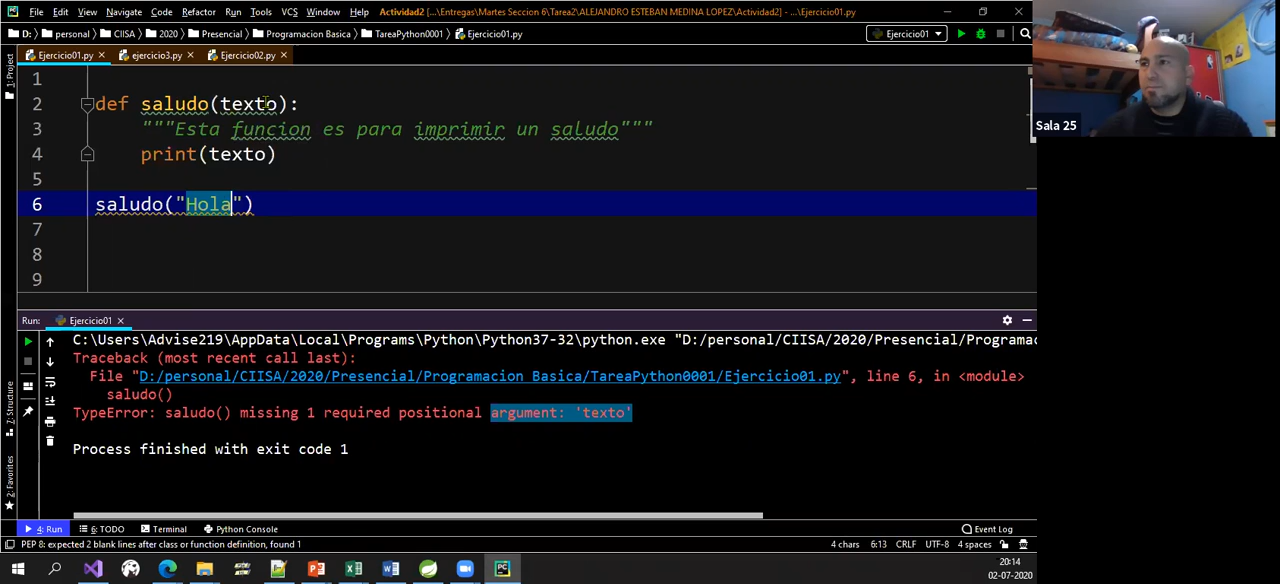 File Edit View Navigate Code Refactor Run Tools VCS Window Help Actividad2 [...\Entregas\Martes Seccion 6\Tarea2\ALEJANDRO ESTEBAN MEDINA LOPEZ\Actividad2] - ...\Ejercicio01.py
D: personal CIISA 2020 Presencial Programacion Basica TareaPython0001 Ejercicio01.py Ejercicio01
Ejercicio01.py ejercicio3.py Ejercicio02.py
1: Project
1
2 def saludo(texto):
3 """Esta funcion es para imprimir un saludo"""
4 print(texto)
5
6 saludo("Hola")
7
8
9
Sala 25
Run: Ejercicio01
C:\Users\Advise219\AppData\Local\Programs\Python\Python37-32\python.exe "D:/personal/CIISA/2020/Presencial/Programac
Traceback (most recent call last):
File "D:/personal/CIISA/2020/Presencial/Programacion Basica/TareaPython0001/Ejercicio01.py", line 6, in <module>
saludo()
TypeError: saludo() missing 1 required positional argument: 'texto'
Process finished with exit code 1
7: Structure
2: Favorites
4: Run 6: TODO Terminal Python Console Event Log
PEP 8: expected 2 blank lines after class or function definition, found 1 4 chars 6:13 CRLF UTF-8 4 spaces
20:14
02-07-2020